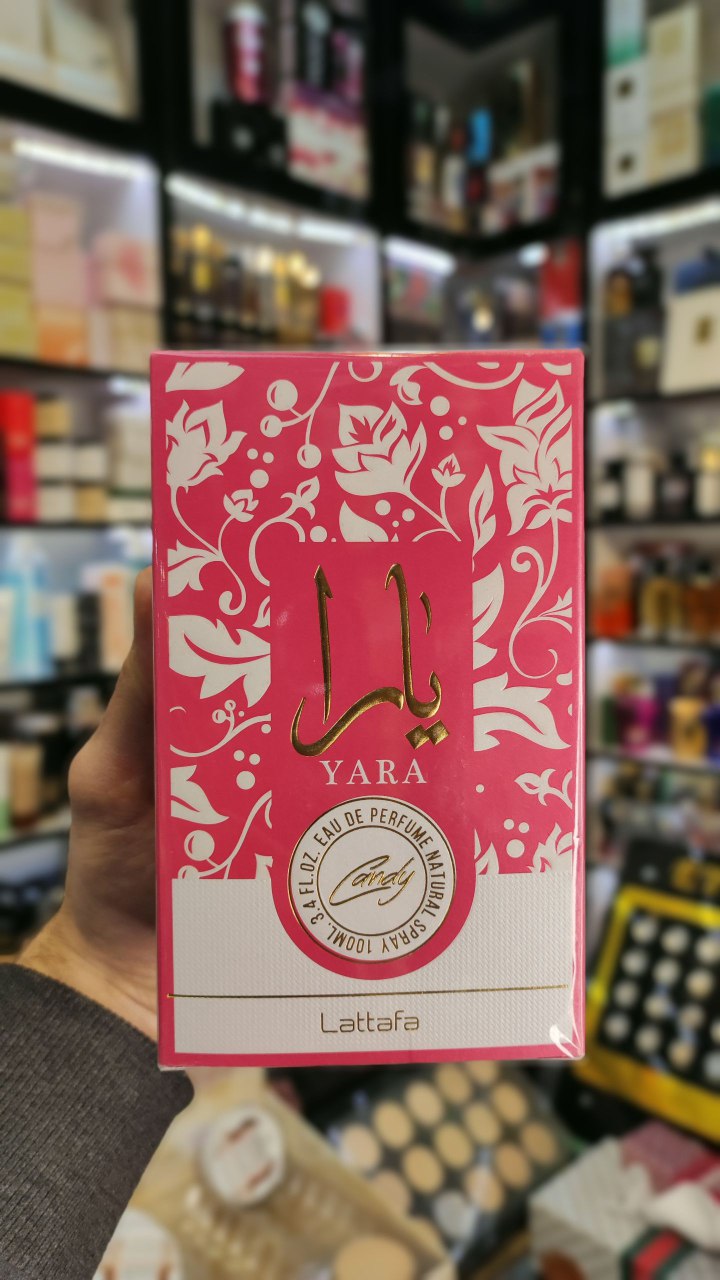 يارا
YARA
EAU DE PERFUME NATURAL SPRAY 100ML. 3.4 FL.OZ.
Candy
Lattafa